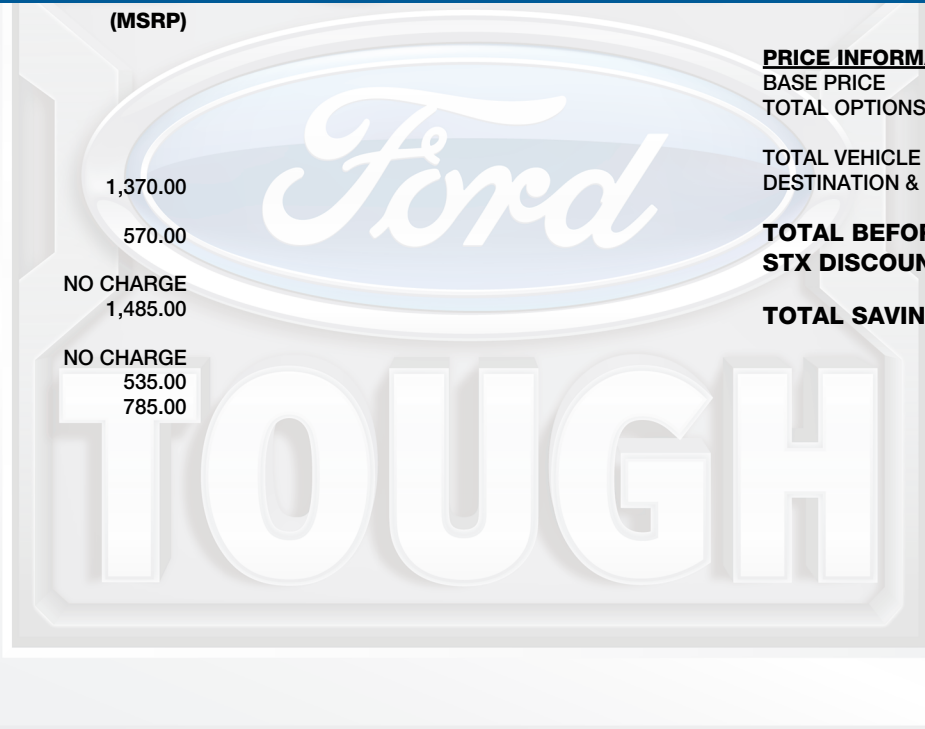 (MSRP)
1,370.00
570.00
NO CHARGE
1,485.00
NO CHARGE
535.00
785.00
PRICE INFORM
BASE PRICE
TOTAL OPTIONS
TOTAL VEHICLE
DESTINATION &
TOTAL BEFOR
STX DISCOUN
TOTAL SAVIN
Ford
TOUGH